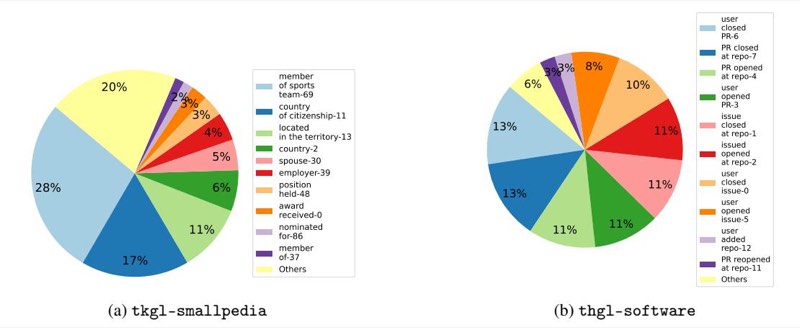 20%
2%
3%
3%
4%
5%
6%
11%
17%
28%
member
of sports
team-69
country
of citizenship-11
located
in the territory-13
country-2
spouse-30
employer-39
position
held-48
award
received-0
nominated
for-86
member
of-37
Others
(a) tkgl-smallpedia
6%
3%
3%
8%
10%
11%
11%
11%
11%
13%
13%
user
closed
PR-6
PR closed
at repo-7
PR opened
at repo-4
user
opened
PR-3
issue
closed
at repo-1
issued
opened
at repo-2
user
closed
issue-0
user
opened
issue-5
user
added
repo-12
PR reopened
at repo-11
Others
(b) thgl-software